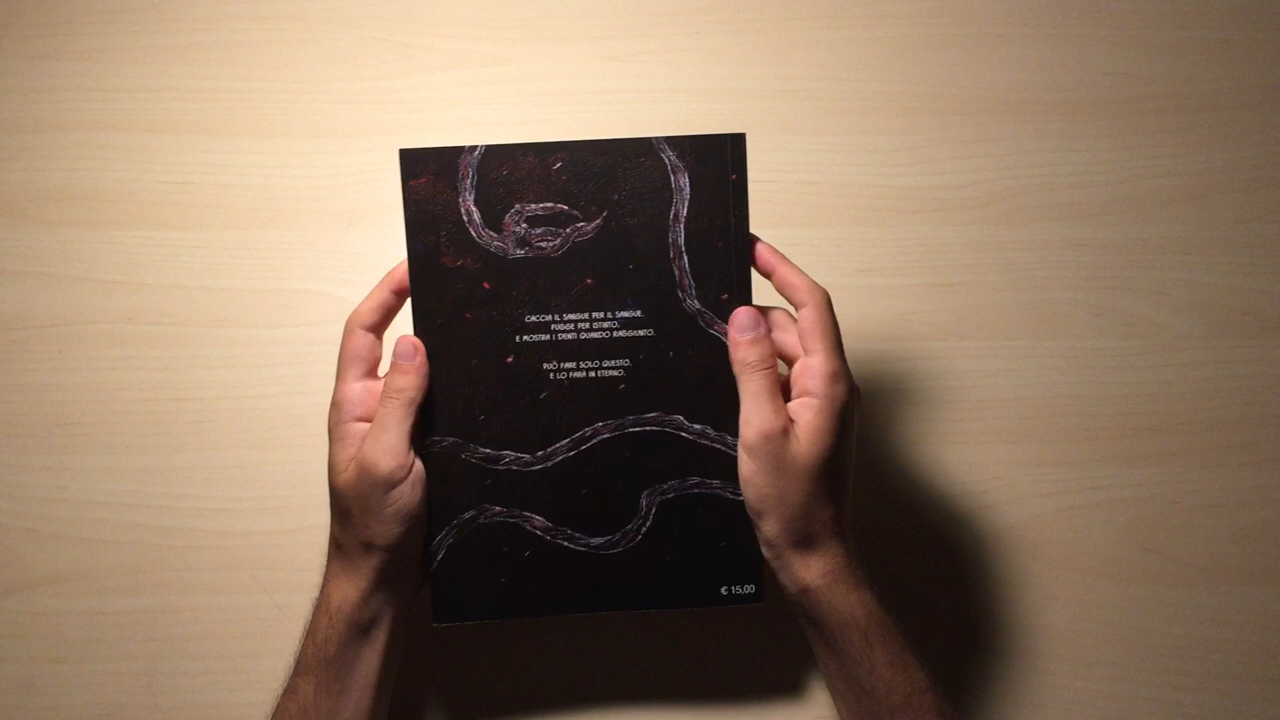 CACCIA IL SANGUE PER IL SANGUE.
FUGGE PER ISTINTO,
E MOSTRA I DENTI QUANDO RAGGIUNTO.
PUÒ FARE SOLO QUESTO.
E LO FARÀ IN ETERNO.
€ 15,00